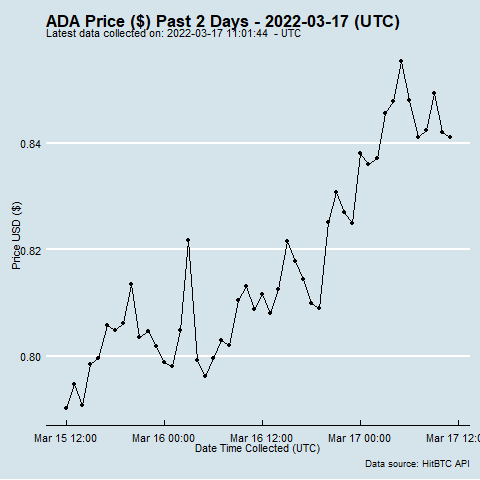 ADA Price ($) Past 2 Days - 2022-03-17 (UTC)
Latest data collected on: 2022-03-17 11:01:44 - UTC
0.84
0.82
0.80
Price USD ($)
Mar 15 12:00 Mar 16 00:00 Mar 16 12:00 Mar 17 00:00 Mar 17 12:
Date Time Collected (UTC)
Data source: HitBTC API